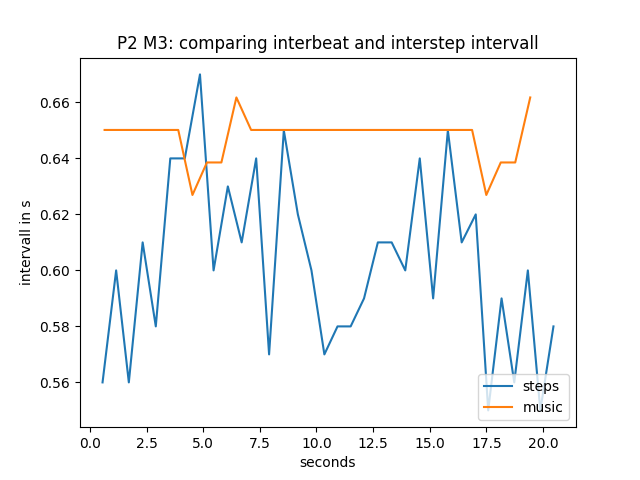 P2 M3: comparing interbeat and interstep intervall
0.66
0.64
0.62
0.60
0.58
0.56
intervall in s
steps
music
0.0 2.5 5.0 7.5 10.0 12.5 15.0 17.5 20.0
seconds